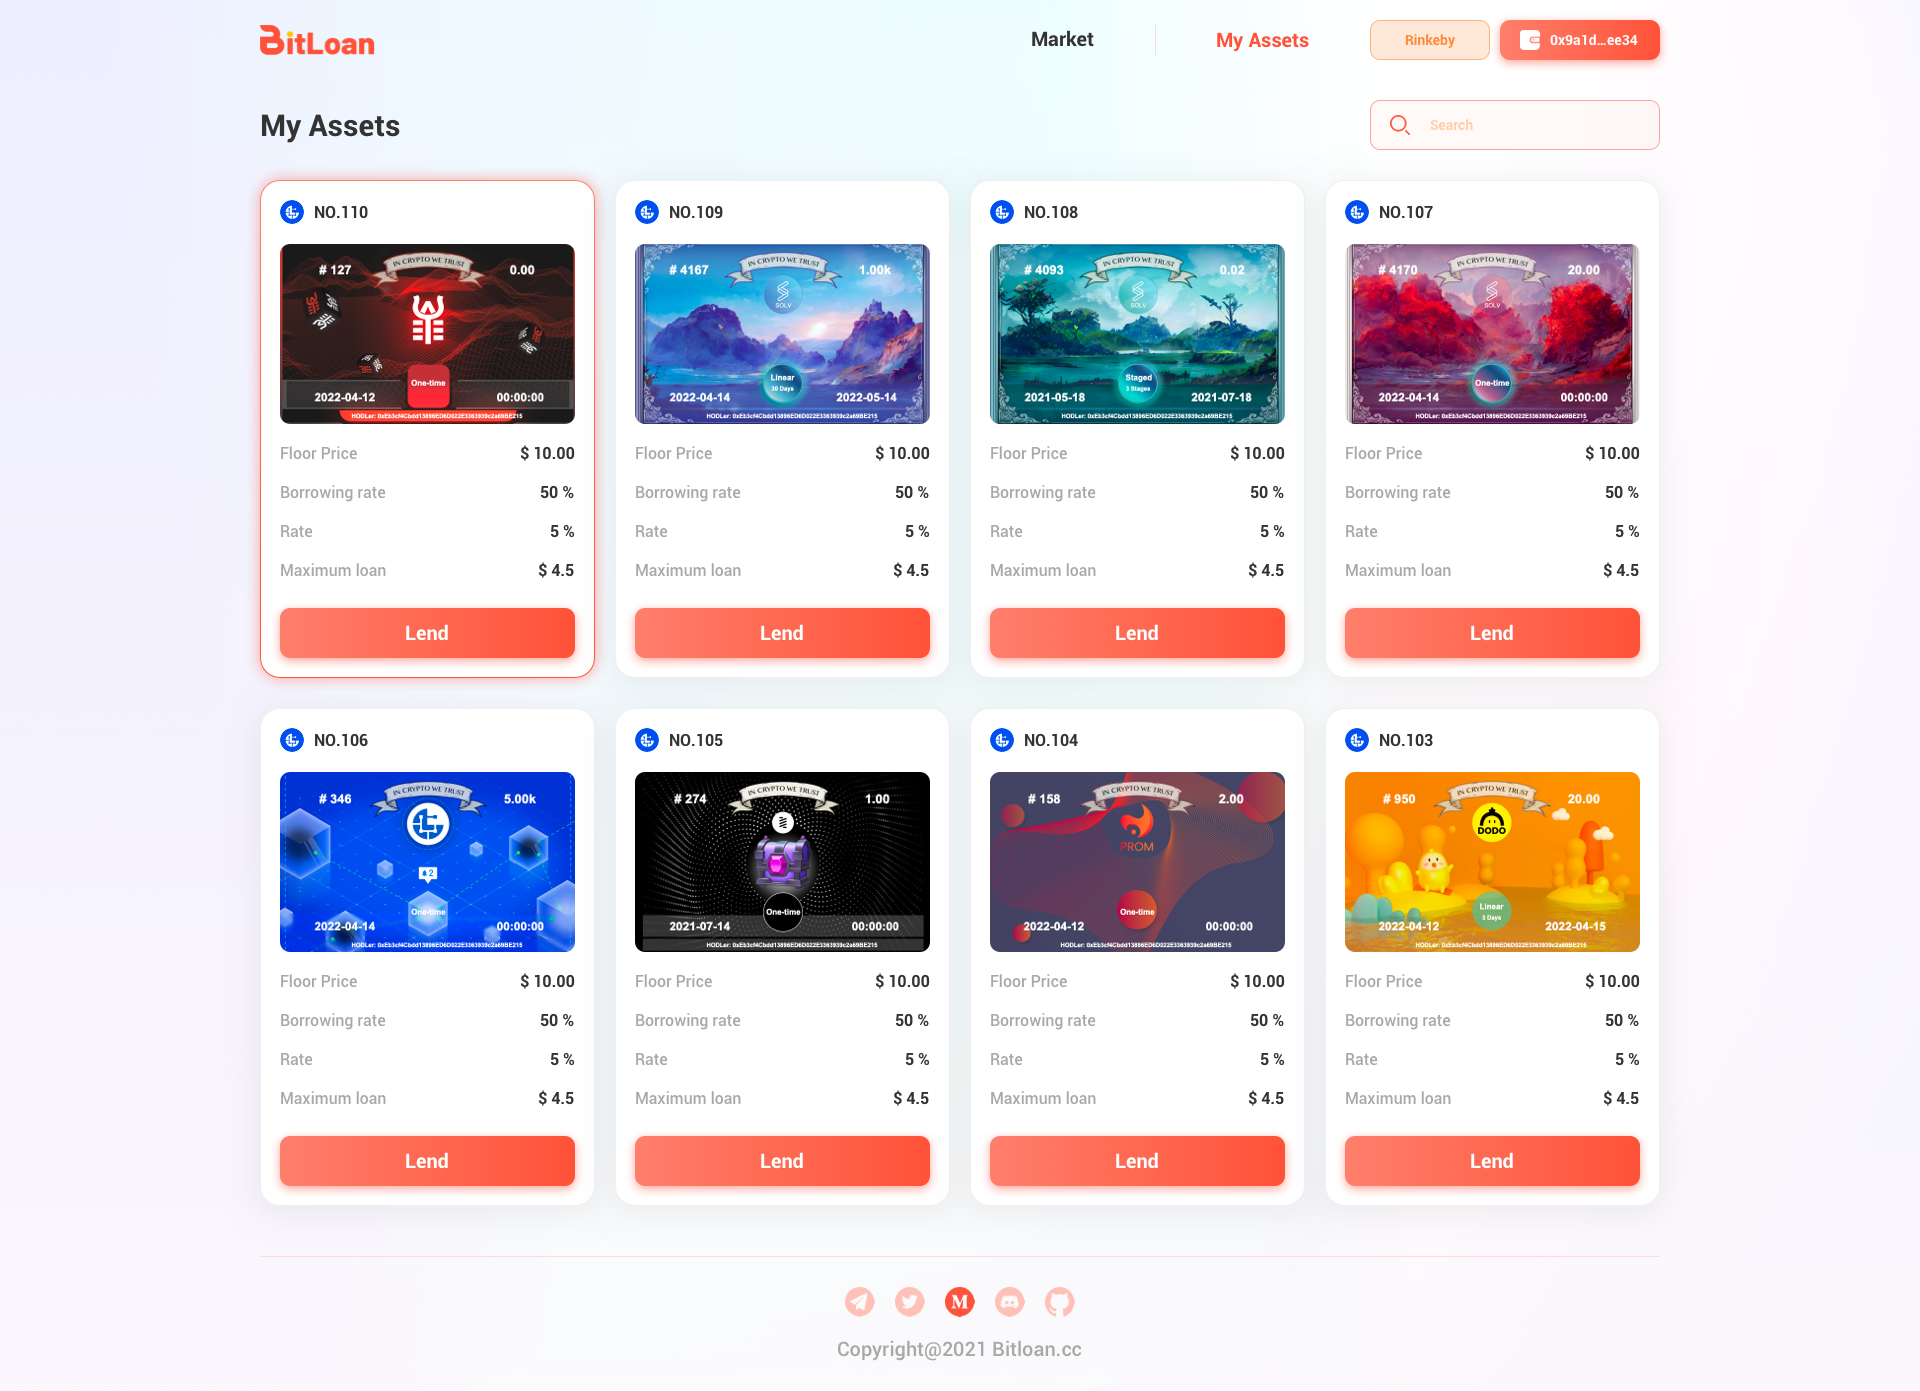 BitLoan
Market
My Assets
Rinkeby
0x9a1d...ee34
My Assets
Search
NO.110
# 127
IN CRYPTO WE TRUST
0.00
One-time
2022-04-12
00:00:00
HODLer: 0xEb3cf4Cbdd13896ED6D022E3363939c2a69BE215
Floor Price
$ 10.00
Borrowing rate
50 %
Rate
5 %
Maximum loan
$ 4.5
Lend
NO.109
# 4167
IN CRYPTO WE TRUST
1.00k
SOLV
Linear
30 Days
2022-04-14
2022-05-14
HODLer: 0xEb3cf4Cbdd13896ED6D022E3363939c2a69BE215
Floor Price
$ 10.00
Borrowing rate
50 %
Rate
5 %
Maximum loan
$ 4.5
Lend
NO.108
# 4093
IN CRYPTO WE TRUST
0.02
SOLV
Staged
3 Stages
2021-05-18
2021-07-18
HODLer: 0xEb3cf4Cbdd13896ED6D022E3363939c2a69BE215
Floor Price
$ 10.00
Borrowing rate
50 %
Rate
5 %
Maximum loan
$ 4.5
Lend
NO.107
# 4170
IN CRYPTO WE TRUST
20.00
SOLV
One-time
2022-04-14
00:00:00
HODLer: 0xEb3cf4Cbdd13896ED6D022E3363939c2a69BE215
Floor Price
$ 10.00
Borrowing rate
50 %
Rate
5 %
Maximum loan
$ 4.5
Lend
NO.106
# 346
IN CRYPTO WE TRUST
5.00k
2
One-time
2022-04-14
00:00:00
HODLer: 0xEb3cf4Cbdd13896ED6D022E3363939c2a69BE215
Floor Price
$ 10.00
Borrowing rate
50 %
Rate
5 %
Maximum loan
$ 4.5
Lend
NO.105
# 274
IN CRYPTO WE TRUST
1.00
One-time
2021-07-14
00:00:00
HODLer: 0xEb3cf4Cbdd13896ED6D022E3363939c2a69BE215
Floor Price
$ 10.00
Borrowing rate
50 %
Rate
5 %
Maximum loan
$ 4.5
Lend
NO.104
# 158
IN CRYPTO WE TRUST
2.00
PROM
One-time
2022-04-12
00:00:00
HODLer: 0xEb3cf4Cbdd13896ED6D022E3363939c2a69BE215
Floor Price
$ 10.00
Borrowing rate
50 %
Rate
5 %
Maximum loan
$ 4.5
Lend
NO.103
# 950
IN CRYPTO WE TRUST
20.00
DODO
Linear
3 Days
2022-04-12
2022-04-15
HODLer: 0xEb3cf4Cbdd13896ED6D022E3363939c2a69BE215
Floor Price
$ 10.00
Borrowing rate
50 %
Rate
5 %
Maximum loan
$ 4.5
Lend
M
Copyright@2021 Bitloan.cc